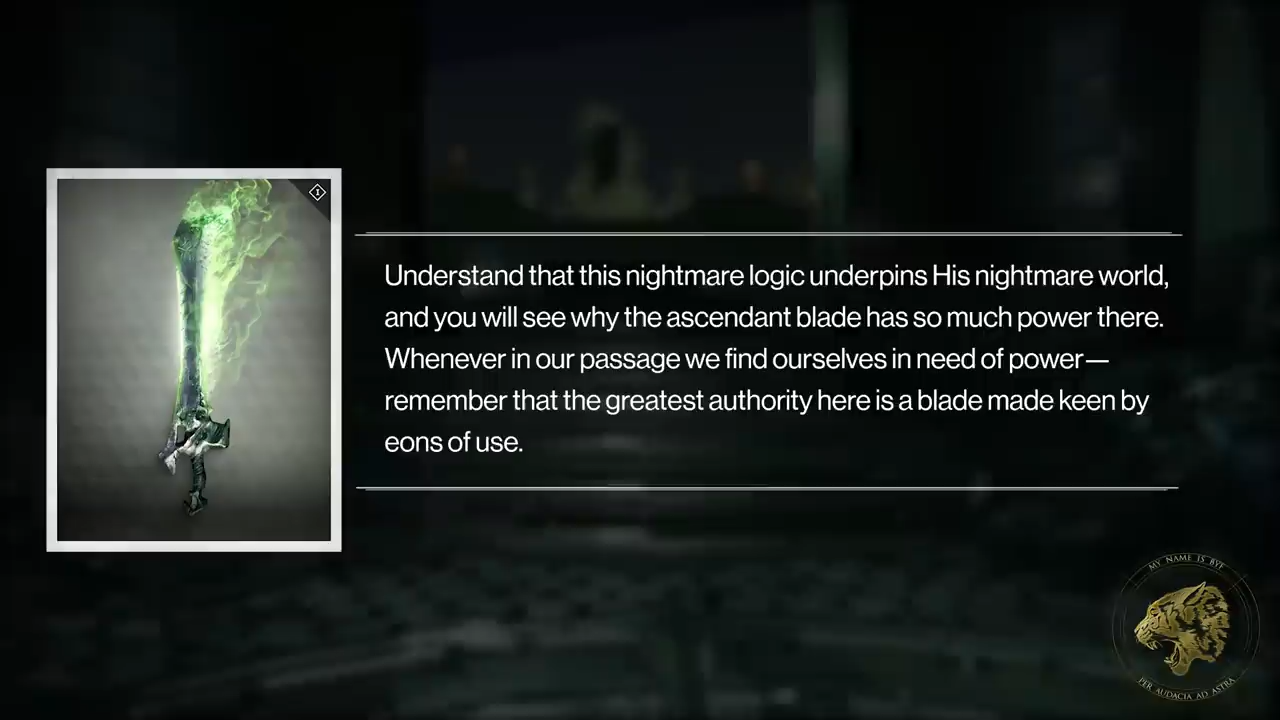 Understand that this nightmare logic underpins His nightmare world,
and you will see why the ascendant blade has so much power there.
Whenever in our passage we find ourselves in need of power—
remember that the greatest authority here is a blade made keen by
eons of use.
MY NAME IS BYF
PER AUDACIA AD ASTRA